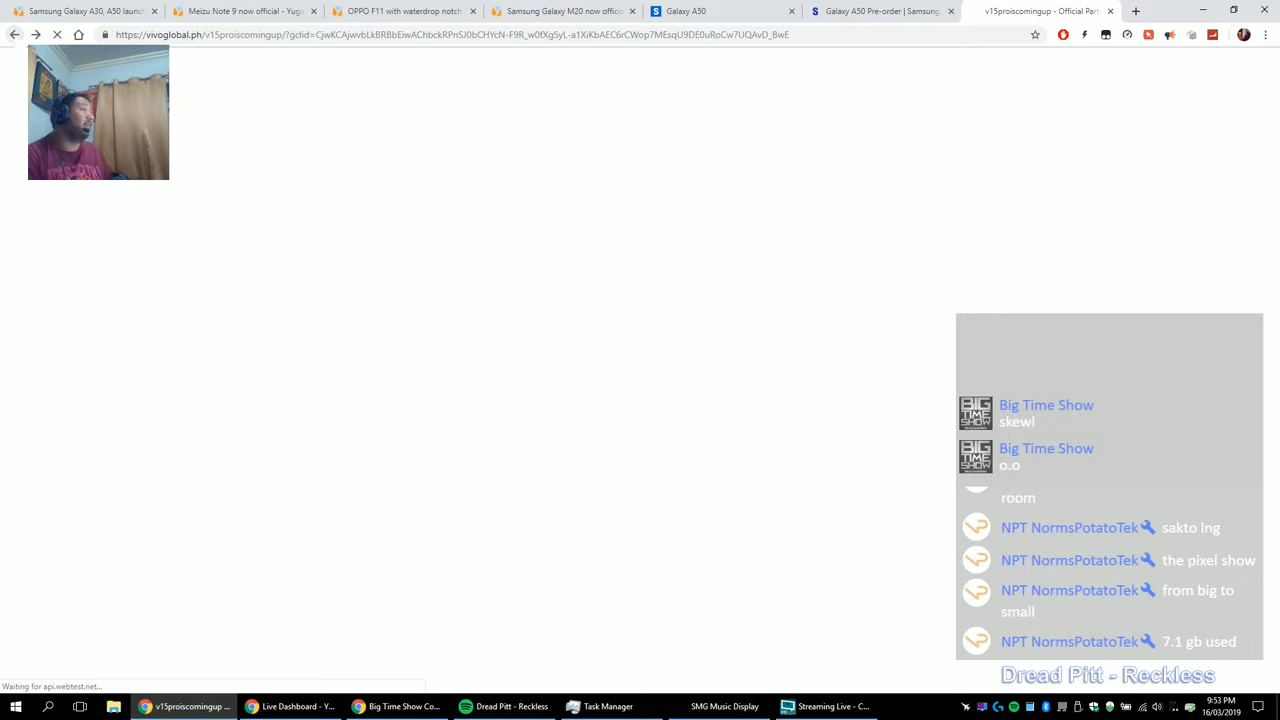 Samsung Galaxy A30, A50 launch
Meizu Note 9 now official - Yuga
OPPO F11 with waterdrop notch
Samsung Galaxy M20 now official
Galaxy A50
Galaxy A50 Pre-order | Samsung
v15proiscomingup - Official Part
https://vivoglobal.ph/v15proiscomingup/?gclid=CjwKCAjwvbLkBRBbEiwAChbckRPnSJ0bCHYcN-F9R_w0fXgSyL-a1XiKbAEC6rCWop7MEsqU9DE0uRoCw7UQAvD_BwE
Big Time Show
skewl
Big Time Show
o.o
room
NPT NormsPotatoTek sakto lng
NPT NormsPotatoTek the pixel show
NPT NormsPotatoTek from big to
small
NPT NormsPotatoTek 7.1 gb used
Dread Pitt - Reckless
Waiting for api.webtest.net...
v15proiscomingup ...
Live Dashboard - Y...
Big Time Show Co...
Dread Pitt - Reckless
Task Manager
SMG Music Display
Streaming Live - C...
9:53 PM
16/03/2019